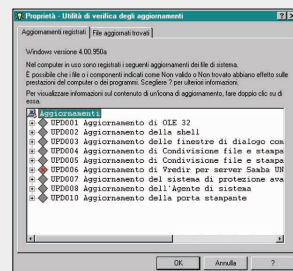 Proprietà - Utilità di verifica degli aggiornamenti
Aggiornamenti registrati File aggiornati trovati
Windows versione 4.00.950a
Nel computer in uso sono registrati i seguenti aggiornamenti dei file di sistema.
È possibile che i file o i componenti indicati come Non valido o Non trovato abbiano effetto sulle
prestazioni del computer o dei programmi. Scegliere ? per ulteriori informazioni.
Per visualizzare informazioni sul contenuto di un'icona di aggiornamento, fare doppio clic su di
essa.
Aggiornamenti
UPD001 Aggiornamento di OLE 32
UPD002 Aggiornamento della shell
UPD003 Aggiornamento delle finestre di dialogo com
UPD004 Aggiornamento di Condivisione file e stampa
UPD005 Aggiornamento di Condivisione file e stampa
UPD006 Aggiornamento di Vredir per server Samba UN
UPD007 Aggiornamento del sistema di protezione ava
UPD008 Aggiornamento dell'Agente di sistema
UPD010 Aggiornamento della porta stampante
OK Annulla ?